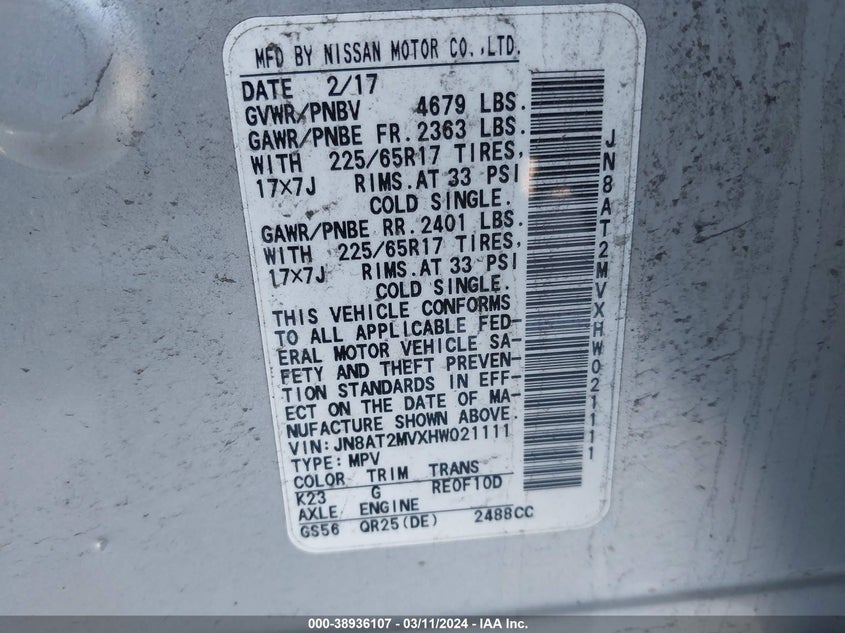 MFD BY NISSAN MOTOR CO.,LTD.
DATE 2/17
GVWR/PNBV 4679 LBS.
GAWR/PNBE FR. 2363 LBS.
WITH 225/65R17 TIRES,
17×7J RIMS.AT 33 PSI
COLD SINGLE.
GAWR/PNBE RR. 2401 LBS.
WITH 225/65R17 TIRES,
17×7J RIMS.AT 33 PSI
COLD SINGLE.
THIS VEHICLE CONFORMS
TO ALL APPLICABLE FED-
ERAL MOTOR VEHICLE SA-
FETY AND THEFT PREVEN-
TION STANDARDS IN EFF-
ECT ON THE DATE OF MA-
NUFACTURE SHOWN ABOVE.
VIN:JN8AT2MVXHW021111
TYPE:MPV
COLOR TRIM TRANS
K23 G RE0F10D
AXLE ENGINE
GS56 QR25(DE) 2488CC
JN8AT2MVXHW021111
000-38936107 - 03/11/2024 - IAA Inc.